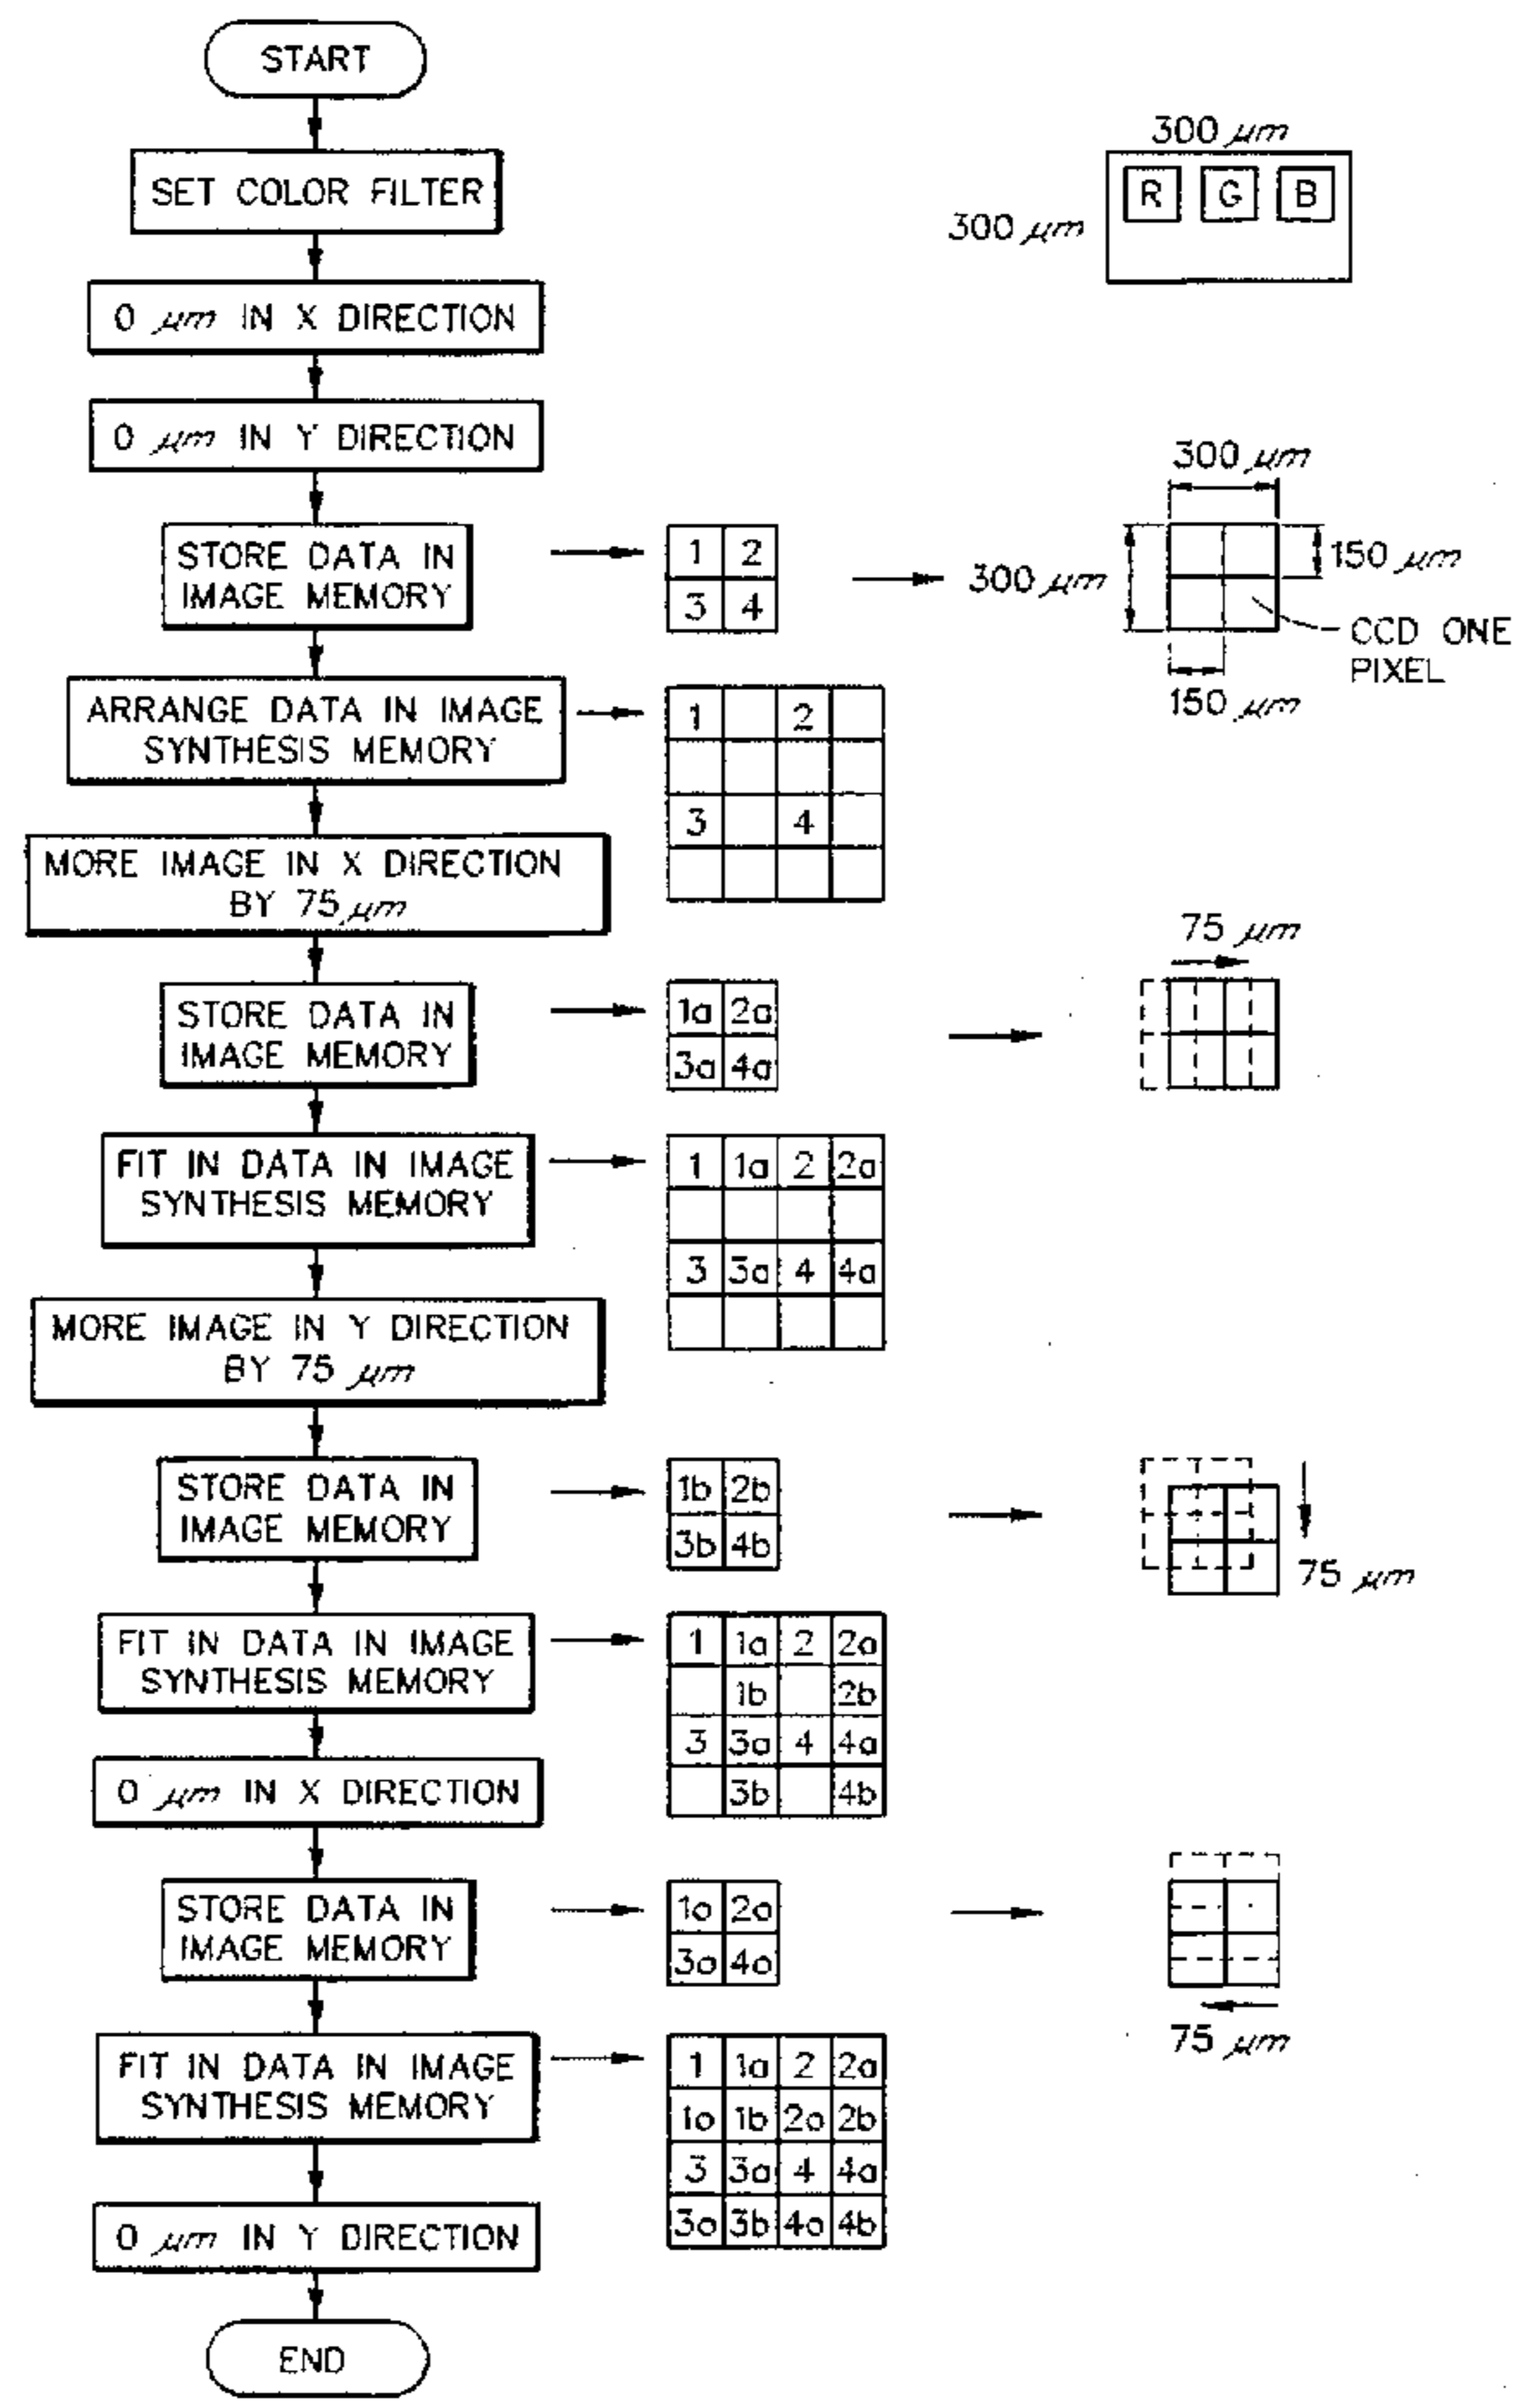 START
SET COLOR FILTER
300 μm
R G B
300 μm
0 μm IN X DIRECTION
0 μm IN Y DIRECTION
STORE DATA IN
IMAGE MEMORY
1 2
3 4
300 μm
300 μm
150 μm
CCD ONE
PIXEL
150 μm
ARRANGE DATA IN IMAGE
SYNTHESIS MEMORY
1 2
3 4
MORE IMAGE IN X DIRECTION
BY 75 μm
STORE DATA IN
IMAGE MEMORY
1a 2a
3a 4a
75 μm
FIT IN DATA IN IMAGE
SYNTHESIS MEMORY
1 1a 2 2a
3 3a 4 4a
MORE IMAGE IN Y DIRECTION
BY 75 μm
STORE DATA IN
IMAGE MEMORY
1b 2b
3b 4b
75 μm
FIT IN DATA IN IMAGE
SYNTHESIS MEMORY
1 1a 2 2a
1b 2b
3 3a 4 4a
3b 4b
0 μm IN X DIRECTION
STORE DATA IN
IMAGE MEMORY
1o 2o
3o 4o
75 μm
FIT IN DATA IN IMAGE
SYNTHESIS MEMORY
1 1a 2 2a
1o 1b 2o 2b
3 3a 4 4a
3o 3b 4o 4b
0 μm IN Y DIRECTION
END